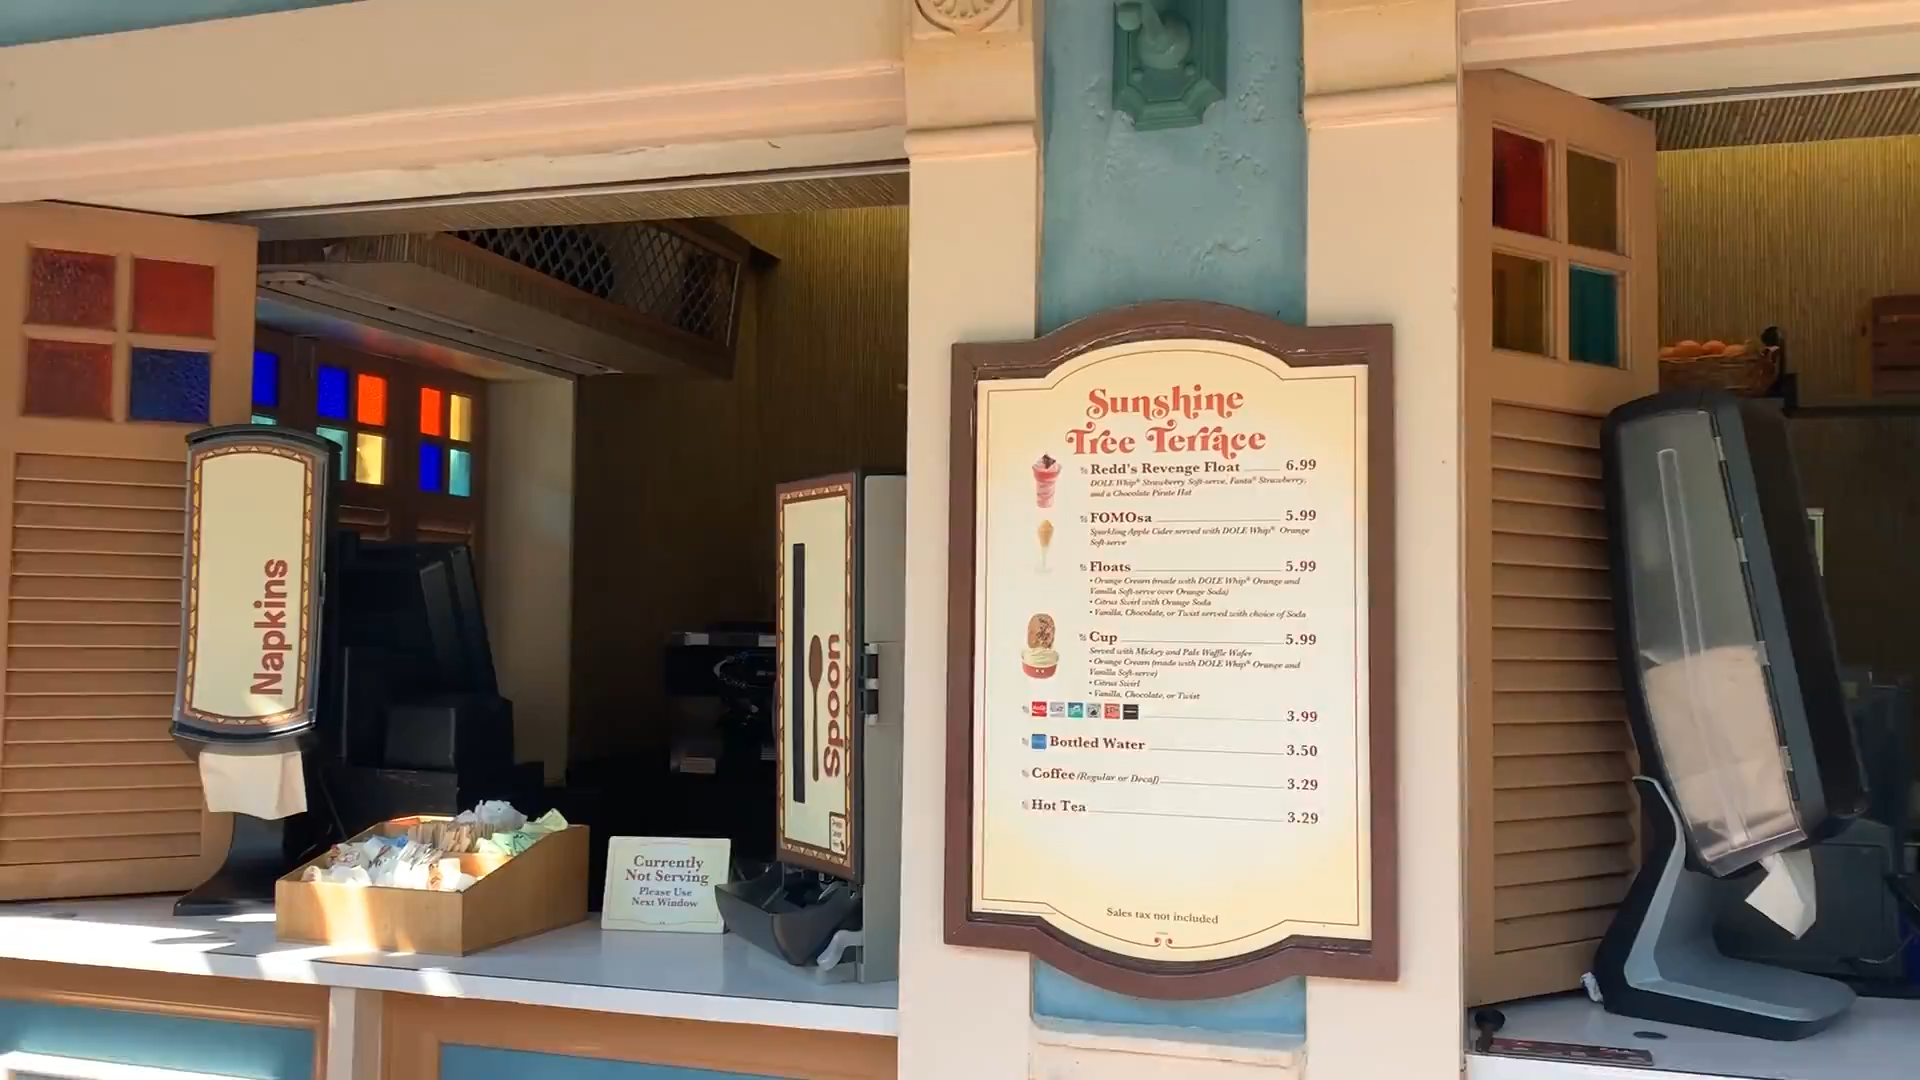 Napkins
Spoon
Currently
Not Serving
Please Use
Next Window
Sunshine
Tree Terrace
Redd's Revenge Float 6.99
DOLE Whip® Strawberry Soft-serve, Fanta® Strawberry,
and a Chocolate Pirate Hat
FOMOsa 5.99
Sparkling Apple Cider served with DOLE Whip® Orange
Soft-serve
Floats 5.99
• Orange Cream (made with DOLE Whip® Orange and
Vanilla Soft-serve over Orange Soda)
• Citrus Swirl with Orange Soda
• Vanilla, Chocolate, or Twist served with choice of Soda
Cup 5.99
Served with Mickey and Pals Waffle Wafer
• Orange Cream (made with DOLE Whip® Orange and
Vanilla Soft-serve)
• Citrus Swirl
• Vanilla, Chocolate, or Twist
3.99
Bottled Water 3.50
Coffee (Regular or Decaf) 3.29
Hot Tea 3.29
Sales tax not included